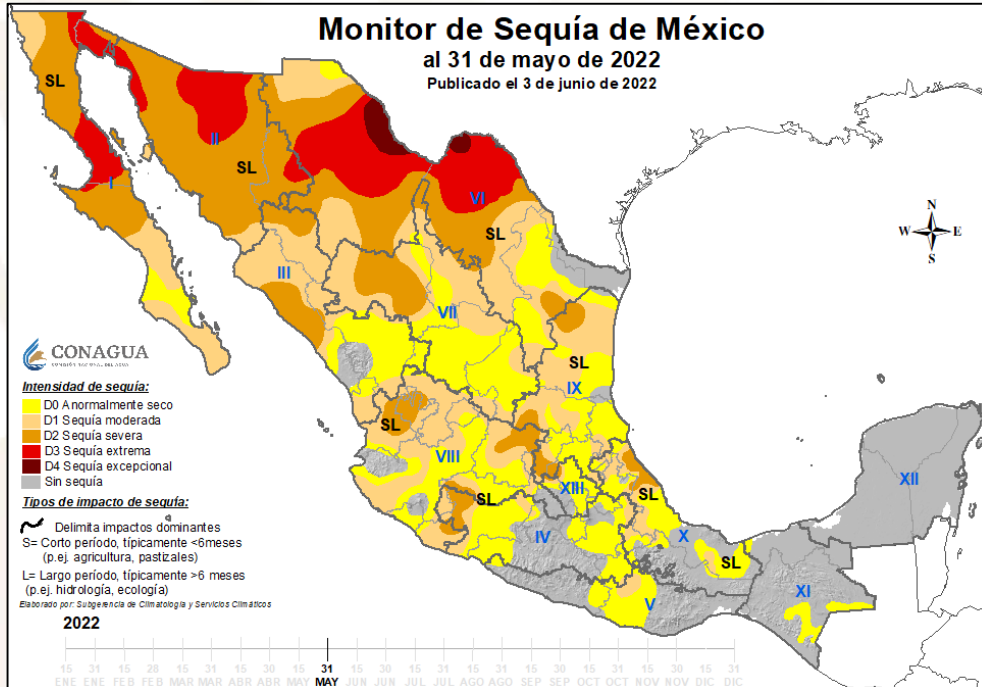 Monitor de Sequía de México
al 31 de mayo de 2022
Publicado el 3 de junio de 2022
SL
II
SL
I
VI
SL
N
W E
S
III
VII
CONAGUA
COMISIÓN NACIONAL DEL AGUA
Intensidad de sequía:
D0 Anormalmente seco
D1 Sequía moderada
D2 Sequía severa
D3 Sequía extrema
D4 Sequía excepcional
Sin sequía
SL
IX
SL
VIII
XII
SL
XIII
SL
Tipos de impacto de sequía:
Delimita impactos dominantes
a
S= Corto período, típicamente <6meses
(p.ej. agricultura, pastizales)
L= Largo período, típicamente >6 meses
(p.ej. hidrología, ecología)
Elaborado por: Subgerencia de Climatología y Servicios Climáticos
IV
X
SL
XI
V
2022
15 31 15 28 15 31 15 30 15 31 15 30 15 31 15 31 15 30 15 31 15 30 15 31
ENE ENE FEB FEB MAR MAR ABR ABR MAY MAY JUN JUN JUL JUL AGO AGO SEP SEP OCT OCT NOV NOV DIC DIC